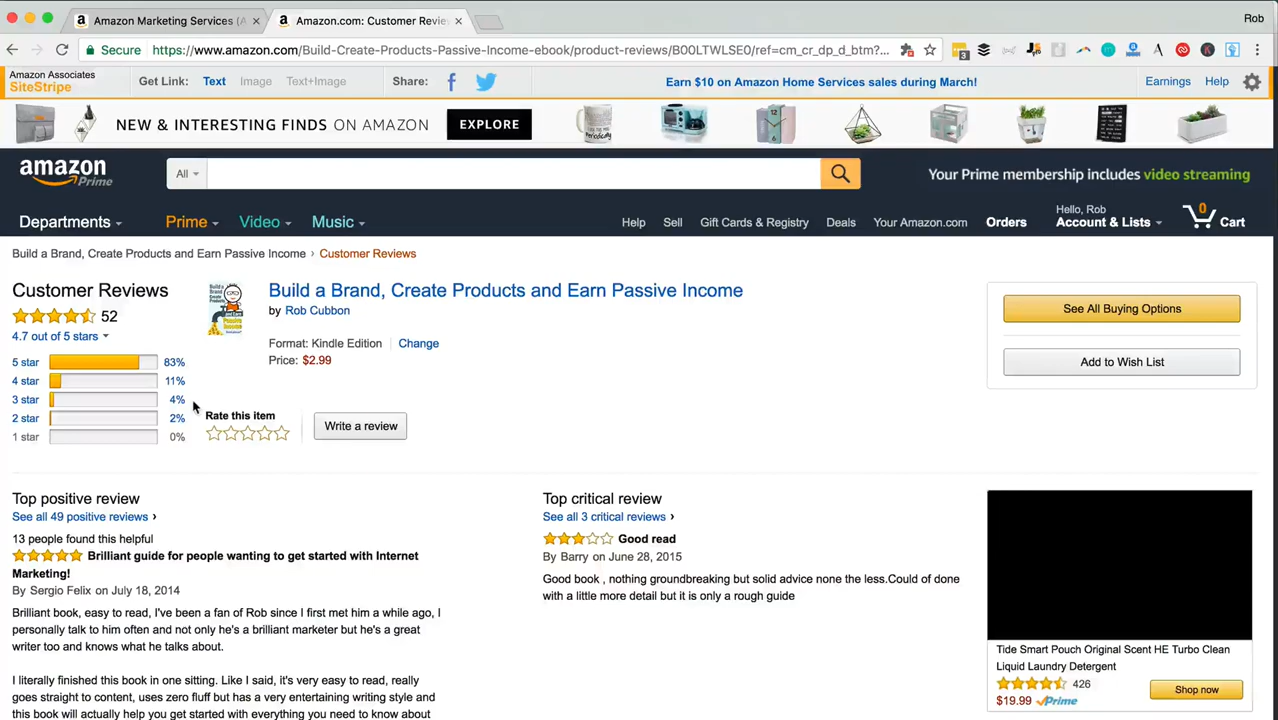 Amazon Marketing Services (A
Amazon.com: Customer Review
Rob
Secure
https://www.amazon.com/Build-Create-Products-Passive-Income-ebook/product-reviews/B00LTWLSE0/ref=cm_cr_dp_d_btm?...
Amazon Associates
SiteStripe
Get Link: Text Image Text+Image
Share:
Earn $10 on Amazon Home Services sales during March!
Earnings Help
NEW & INTERESTING FINDS ON AMAZON
EXPLORE
amazon
Prime
All
Your Prime membership includes video streaming
Departments Prime Video Music
Help Sell Gift Cards & Registry Deals Your Amazon.com Orders
Hello, Rob
Account & Lists
0
Cart
Build a Brand, Create Products and Earn Passive Income › Customer Reviews
Customer Reviews
52
4.7 out of 5 stars
5 star 83%
4 star 11%
3 star 4%
2 star 2%
1 star 0%
Build a Brand, Create Products and Earn Passive Income
by Rob Cubbon
Format: Kindle Edition Change
Price: $2.99
Rate this item
Write a review
See All Buying Options
Add to Wish List
Top positive review
See all 49 positive reviews ›
13 people found this helpful
Brilliant guide for people wanting to get started with Internet
Marketing!
By Sergio Felix on July 18, 2014
Brilliant book, easy to read, I've been a fan of Rob since I first met him a while ago, I
personally talk to him often and not only he's a brilliant marketer but he's a great
writer too and knows what he talks about.
I literally finished this book in one sitting. Like I said, it's very easy to read, really
goes straight to content, uses zero fluff but has a very entertaining writing style and
this book will actually help you get started with everything you need to know about
Top critical review
See all 3 critical reviews ›
Good read
By Barry on June 28, 2015
Good book , nothing groundbreaking but solid advice none the less.Could of done
with a little more detail but it is only a rough guide
Tide Smart Pouch Original Scent HE Turbo Clean
Liquid Laundry Detergent
426
$19.99 Prime
Shop now